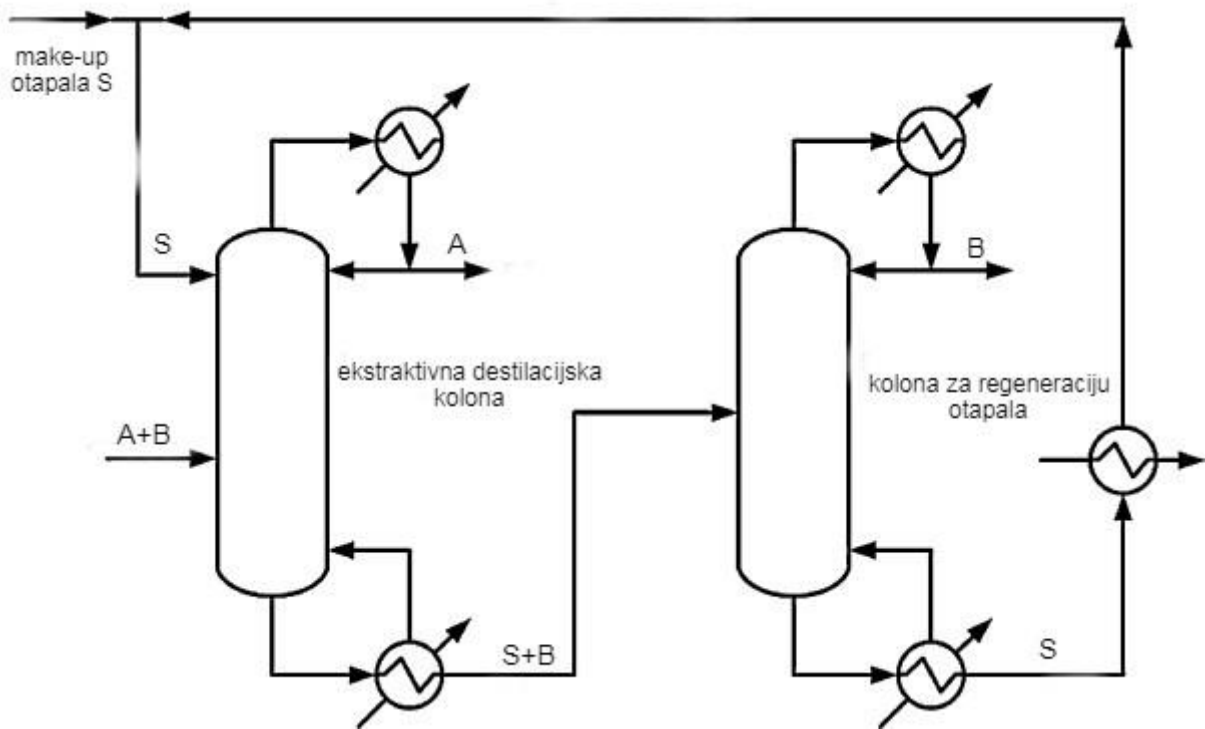 make-up
otapala S
S
A
B
ekstraktivna destilacijska
kolona
kolona za regeneraciju
otapala
A+B
S+B
S